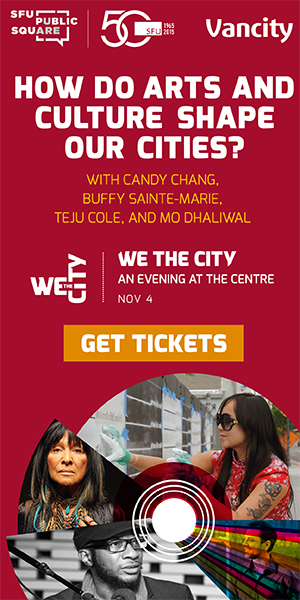 SFU
PUBLIC
SQUARE
50
SFU
1965
2015
Vancity
HOW DO ARTS AND
CULTURE SHAPE
OUR CITIES?
WITH CANDY CHANG,
BUFFY SAINTE-MARIE,
TEJU COLE, AND MO DHALIWAL
WE THE CITY
WE THE CITY
AN EVENING AT THE CENTRE
NOV 4
GET TICKETS